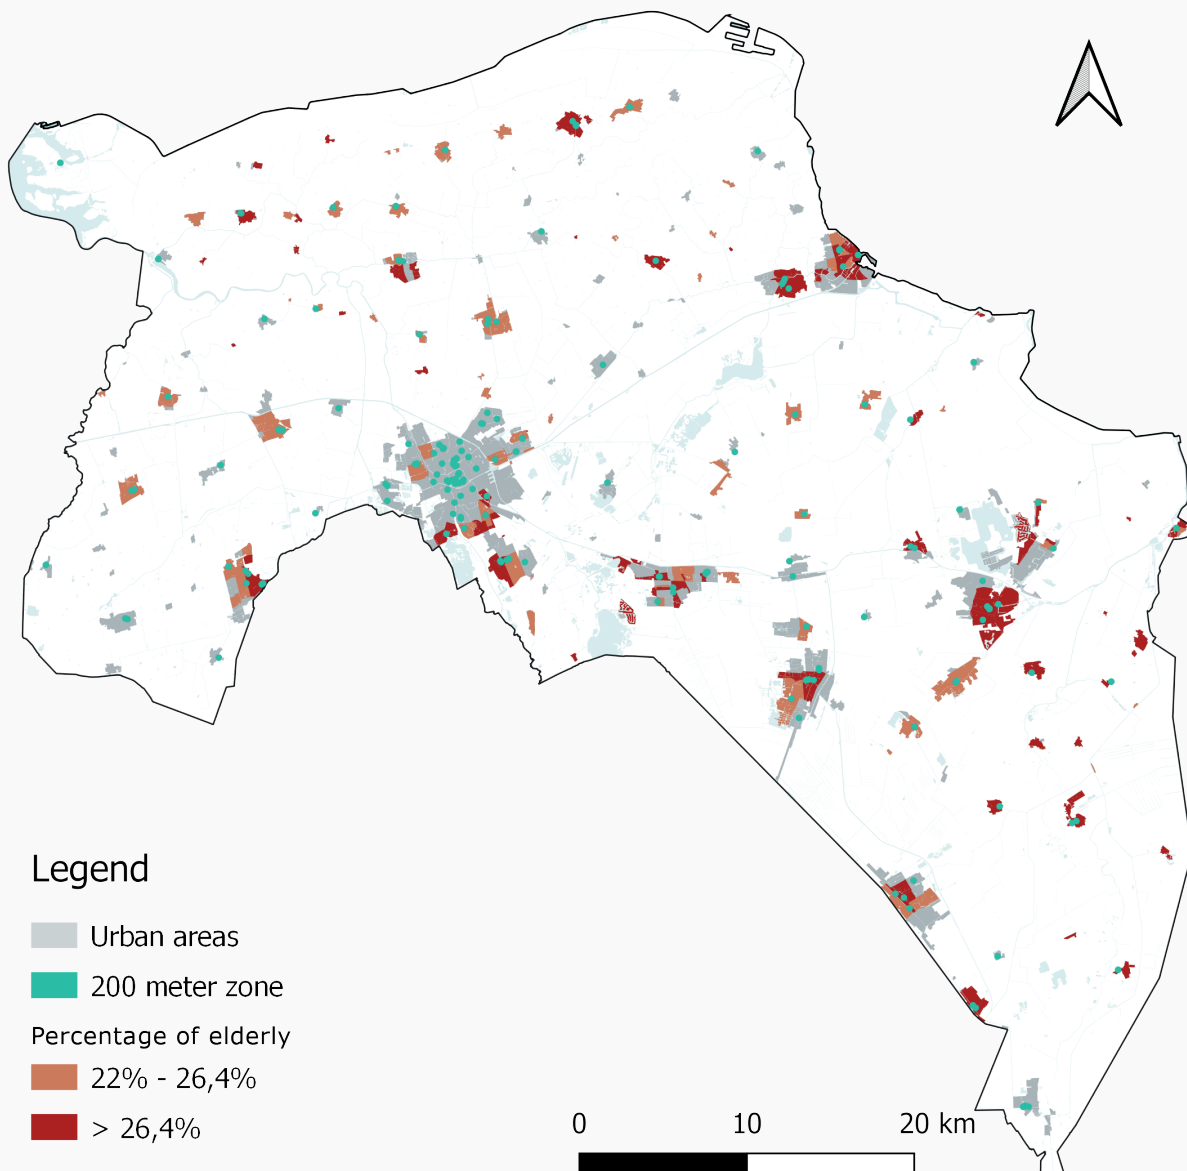 Legend
Urban areas
200 meter zone
Percentage of elderly
22% - 26,4%
> 26,4%
0 10 20 km